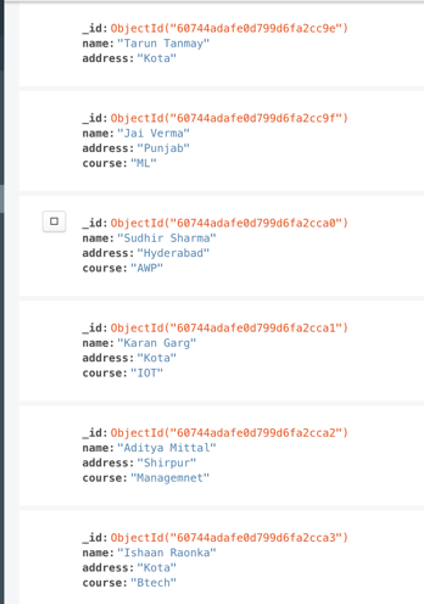 _id: ObjectId("60744adafe0d799d6fa2cc9e")
name: "Tarun Tanmay"
address: "Kota"
_id: ObjectId("60744adafe0d799d6fa2cc9f")
name: "Jai Verma"
address: "Punjab"
course: "ML"
_id: ObjectId("60744adafe0d799d6fa2cca0")
name: "Sudhir Sharma"
address: "Hyderabad"
course: "AWP"
_id: ObjectId("60744adafe0d799d6fa2cca1")
name: "Karan Garg"
address: "Kota"
course: "IOT"
_id: ObjectId("60744adafe0d799d6fa2cca2")
name: "Aditya Mittal"
address: "Shirpur"
course: "Managemnet"
_id: ObjectId("60744adafe0d799d6fa2cca3")
name: "Ishaan Raonka"
address: "Kota"
course: "Btech"